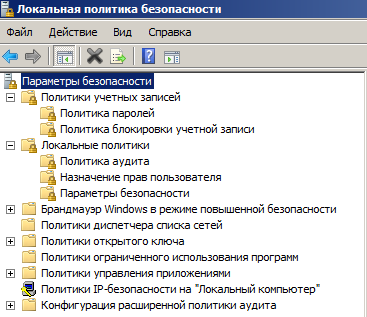 Локальная политика безопасности
Файл Действие Вид Справка
Параметры безопасности
Политики учетных записей
Политика паролей
Политика блокировки учетной записи
Локальные политики
Политика аудита
Назначение прав пользователя
Параметры безопасности
Брандмауэр Windows в режиме повышенной безопасности
Политики диспетчера списка сетей
Политики открытого ключа
Политики ограниченного использования программ
Политики управления приложениями
Политики IP-безопасности на "Локальный компьютер"
Конфигурация расширенной политики аудита